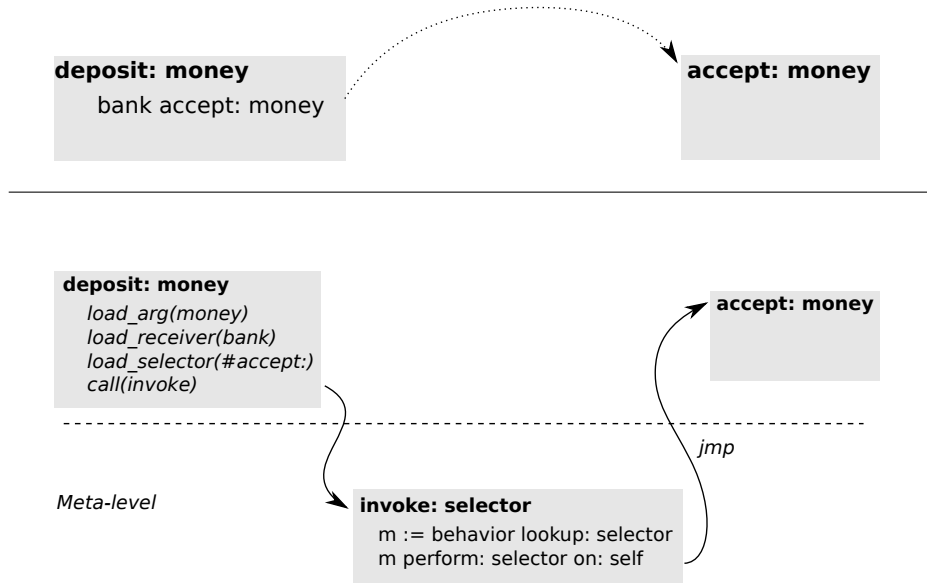 deposit: money
bank accept: money
accept: money
deposit: money
load_arg(money)
load_receiver(bank)
load_selector(#accept:)
call(invoke)
accept: money
jmp
Meta-level
invoke: selector
m := behavior lookup: selector
m perform: selector on: self